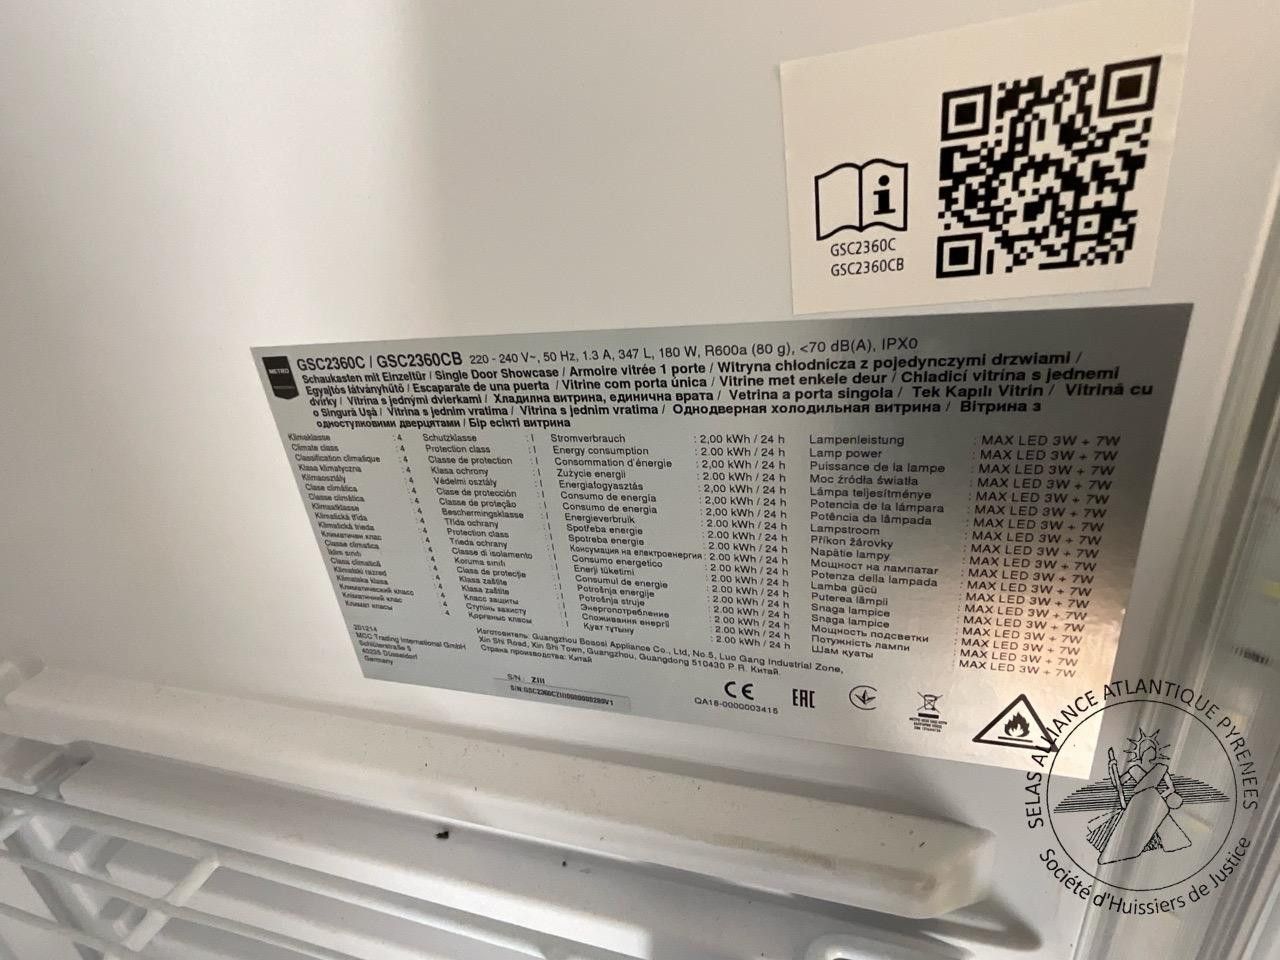 GSC2360C
GSC2360CB
METRO
GSC2360C / GSC2360CB 220 - 240 V~, 50 Hz, 1.3 A, 347 L, 180 W, R600a (80 g), <70 dB(A), IPX0
Schaukasten mit Einzeltür / Single Door Showcase / Armoire vitrée 1 porte / Witryna chłodnicza z pojedynczymi drzwiami /
Egyajtós látványhűtő / Escaparate de una puerta / Vitrine com porta única / Vitrine met enkele deur / Chladicí vitrína s jednemi
dvírky / Vitrína s jednými dvierkami / Хладилна витрина, единична врата / Vetrina a porta singola / Tek Kapılı Vitrin / Vitrină cu
o Singură Uşă / Vitrina s jednim vratima / Vitrina s jednim vratima / Однодверная холодильная витрина / Вітрина з
одностулковими дверцятами / Бір есікті витрина
Klimaklasse : 4 Schutzklasse : I Stromverbrauch : 2,00 kWh / 24 h Lampenleistung : MAX LED 3W + 7W
Climate class : 4 Protection class : I Energy consumption : 2.00 kWh / 24 h Lamp power : MAX LED 3W + 7W
Classification climatique : 4 Classe de protection : I Consommation d'énergie : 2,00 kWh / 24 h Puissance de la lampe : MAX LED 3W + 7W
Klasa klimatyczna : 4 Klasa ochrony : I Zużycie energii : 2.00 kWh / 24 h Moc źródła światła : MAX LED 3W + 7W
Klímaosztály : 4 Védelmi osztály : I Energiafogyasztás : 2,00 kWh / 24 h Lámpa teljesítménye : MAX LED 3W + 7W
Clase climática : 4 Clase de protección : I Consumo de energía : 2.00 kWh / 24 h Potencia de la lámpara : MAX LED 3W + 7W
Classe climática : 4 Classe de proteção : I Consumo de energia : 2.00 kWh / 24 h Potência da lâmpada : MAX LED 3W + 7W
Klimaatklasse : 4 Beschermingsklasse : I Energieverbruik : 2.00 kWh / 24 h Lampstroom : MAX LED 3W + 7W
Klimatická třída : 4 Třída ochrany : I Spotřeba energie : 2.00 kWh / 24 h Příkon žárovky : MAX LED 3W + 7W
Klimatická trieda : 4 Trieda ochrany : I Spotreba energie : 2.00 kWh / 24 h Napätie lampy : MAX LED 3W + 7W
Климатичен клас : 4 Protection class : I Консумация на електроенергия : 2.00 kWh / 24 h Мощност на лампатаг : MAX LED 3W + 7W
Classe climatica : 4 Classe di isolamento : I Consumo energetico : 2.00 kWh / 24 h Potenza della lampada : MAX LED 3W + 7W
İklim sınıfı : 4 Koruma sınıfı : I Enerji tüketimi : 2.00 kWh / 24 h Lamba gücü : MAX LED 3W + 7W
Clasă climatică : 4 Clasa de protecţie : I Consumul de energie : 2.00 kWh / 24 h Puterea lămpii : MAX LED 3W + 7W
Klimatski razred : 4 Klasa zaštite : I Potrošnja energije : 2.00 kWh / 24 h Snaga lampice : MAX LED 3W + 7W
Klimatska klasa : 4 Klasa zaštite : I Potrošnja struje : 2.00 kWh / 24 h Snaga lampice : MAX LED 3W + 7W
Климатический класс : 4 Класс защиты : I Энергопотребление : 2.00 kWh / 24 h Мощность подсветки : MAX LED 3W + 7W
Кліматичний клас : 4 Ступінь захисту : I Споживання енергії : 2.00 kWh / 24 h Потужність лампи : MAX LED 3W + 7W
Климат класы : 4 Қорғаныс класы : I Қуат тұтыну : 2.00 kWh / 24 h Шам қуаты : MAX LED 3W + 7W
201214
MCC Trading International GmbH
Schlüterstraße 5
40235 Düsseldorf
Germany
Изготовитель: Guangzhou Bososi Appliance Co., Ltd., No.5, Luo Gang Industrial Zone,
Xin Shi Road, Xin Shi Town, Guangzhou, Guangdong 510430 P. R. Китай.
Страна производства: Китай
S/N: ZIII
CE
QA18-0000003415
EAC
SELAS ALLIANCE ATLANTIQUE PYRENEES
Société d'Huissiers de Justice